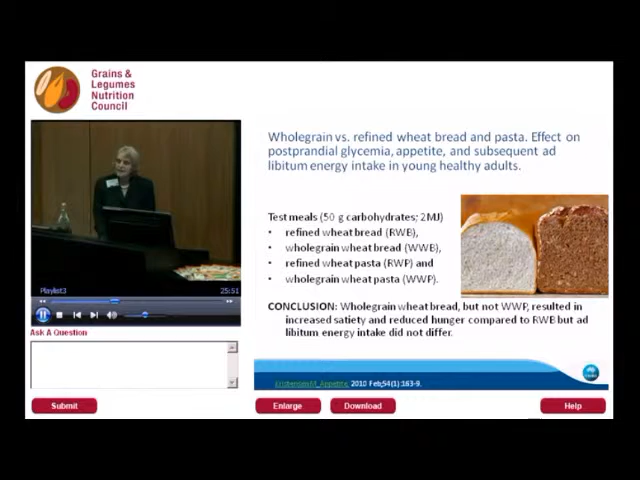 Grains &
Legumes
Nutrition
Council
Wholegrain vs. refined wheat bread and pasta. Effect on
postprandial glycemia, appetite, and subsequent ad
libitum energy intake in young healthy adults.
Test meals (50 g carbohydrates; 2MJ)
• refined wheat bread (RWB),
• wholegrain wheat bread (WWB),
• refined wheat pasta (RWP) and
• wholegrain wheat pasta (WWP).
CONCLUSION: Wholegrain wheat bread, but not WWP, resulted in
increased satiety and reduced hunger compared to RWB but ad
libitum energy intake did not differ.
Playlist3
25:51
Ask A Question
Appetite. 2010 Feb;54(1):163-9.
Submit
Enlarge
Download
Help